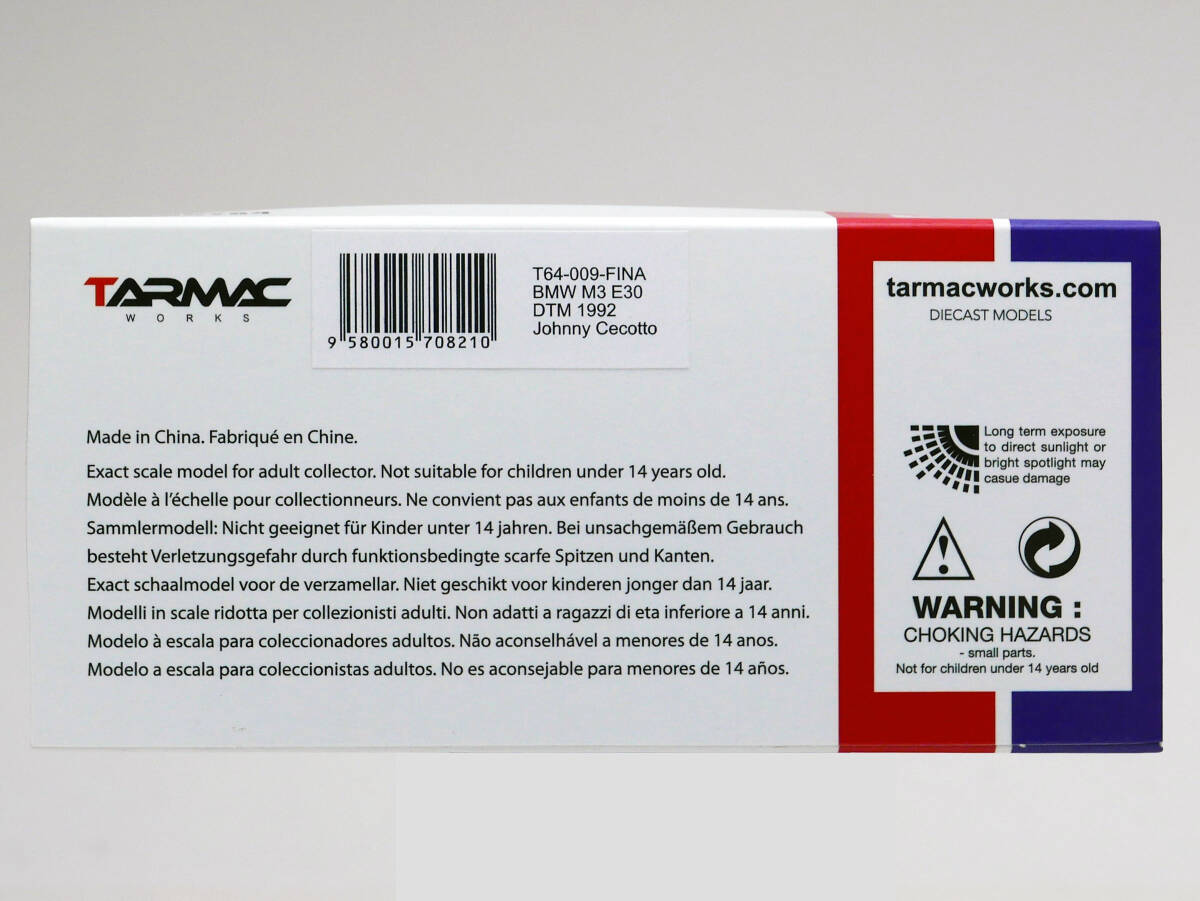 TARMAC
WORKS
9 580015 708210
T64-009-FINA
BMW M3 E30
DTM 1992
Johnny Cecotto
Made in China. Fabriqué en Chine.
Exact scale model for adult collector. Not suitable for children under 14 years old.
Modèle à l'échelle pour collectionneurs. Ne convient pas aux enfants de moins de 14 ans.
Sammlermodell: Nicht geeignet für Kinder unter 14 jahren. Bei unsachgemäßem Gebrauch
besteht Verletzungsgefahr durch funktionsbedingte scarfe Spitzen und Kanten.
Exact schaalmodel voor de verzamellar. Niet geschikt voor kinderen jonger dan 14 jaar.
Modelli in scale ridotta per collezionisti adulti. Non adatti a ragazzi di eta inferiore a 14 anni.
Modelo à escala para coleccionadores adultos. Não aconselhável a menores de 14 anos.
Modelo a escala para coleccionistas adultos. No es aconsejable para menores de 14 años.
tarmacworks.com
DIECAST MODELS
Long term exposure
to direct sunlight or
bright spotlight may
casue damage
WARNING :
CHOKING HAZARDS
- small parts.
Not for children under 14 years old